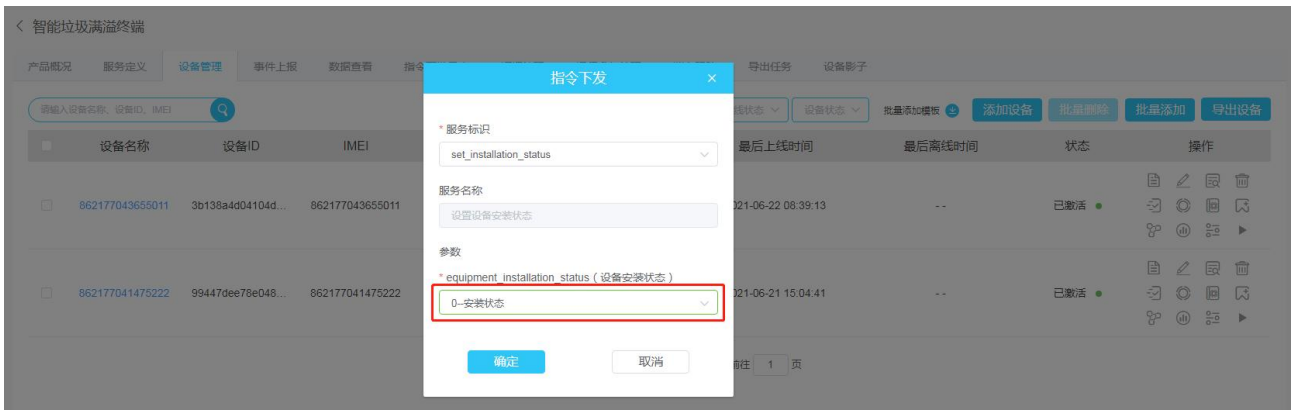 智能垃圾满溢终端
产品概况 服务定义 设备管理 事件上报 数据查看 指令 导出任务 设备影子
指令下发
请输入设备名称、设备ID、IMEI 线状态 设备状态 批量添加模板 添加设备 批量删除 批量添加 导出设备
* 服务标识
设备名称 设备ID IMEI 最后上线时间 最后离线时间 状态 操作
set_installation_status
服务名称
862177043655011 3b138a4d04104d... 862177043655011 021-06-22 08:39:13 -- 已激活
设置设备安装状态
参数
* equipment_installation_status ( 设备安装状态 )
862177041475222 99447dee78e048... 862177041475222 021-06-21 15:04:41 -- 已激活
0--安装状态
确定 取消
前往 1 页